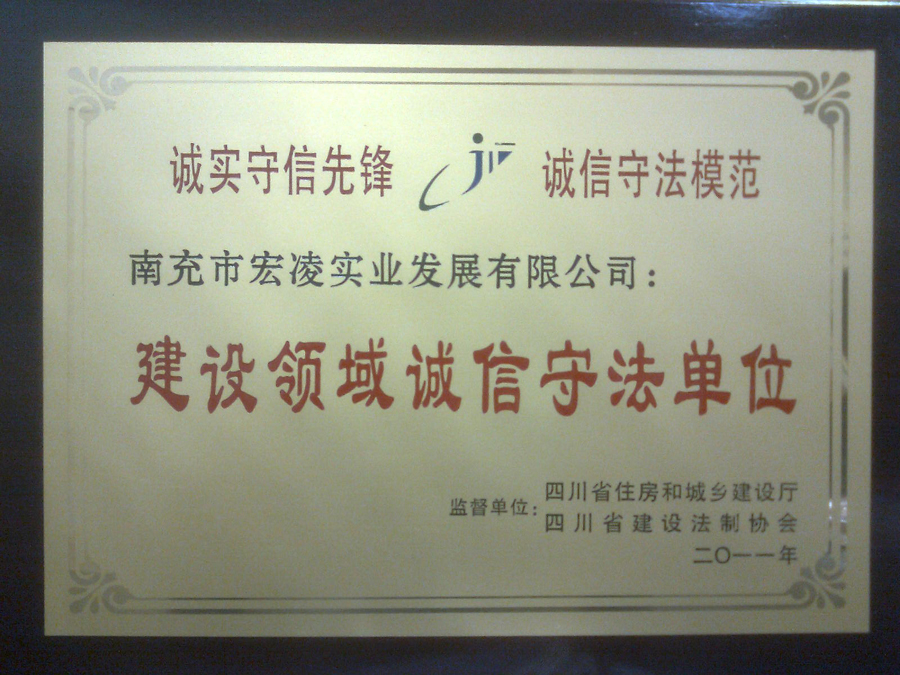 诚实守信先锋 诚信守法模范
南充市宏凌实业发展有限公司：
建设领域诚信守法单位
监督单位：四川省住房和城乡建设厅
四川省建设法制协会
二〇一一年